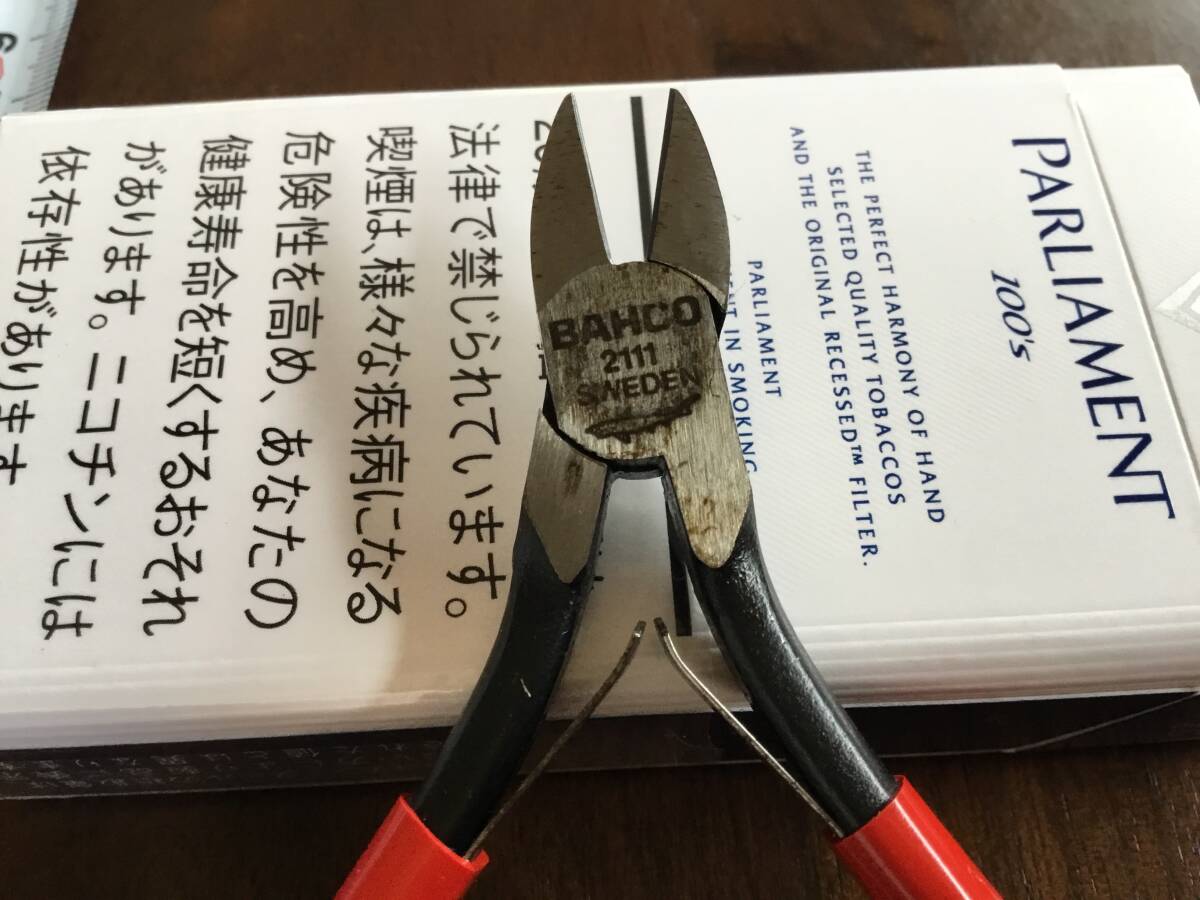 BAHCO
2111
SWEDEN
PARLIAMENT
100's
THE PERFECT HARMONY OF HAND
SELECTED QUALITY TOBACCOS
AND THE ORIGINAL RECESSED™ FILTER.
PARLIAMENT
IN SMOKING
法律で禁じられています。
喫煙は、様々な疾病になる
危険性を高め、あなたの
健康寿命を短くするおそれ
があります。ニコチンには
依存性があります